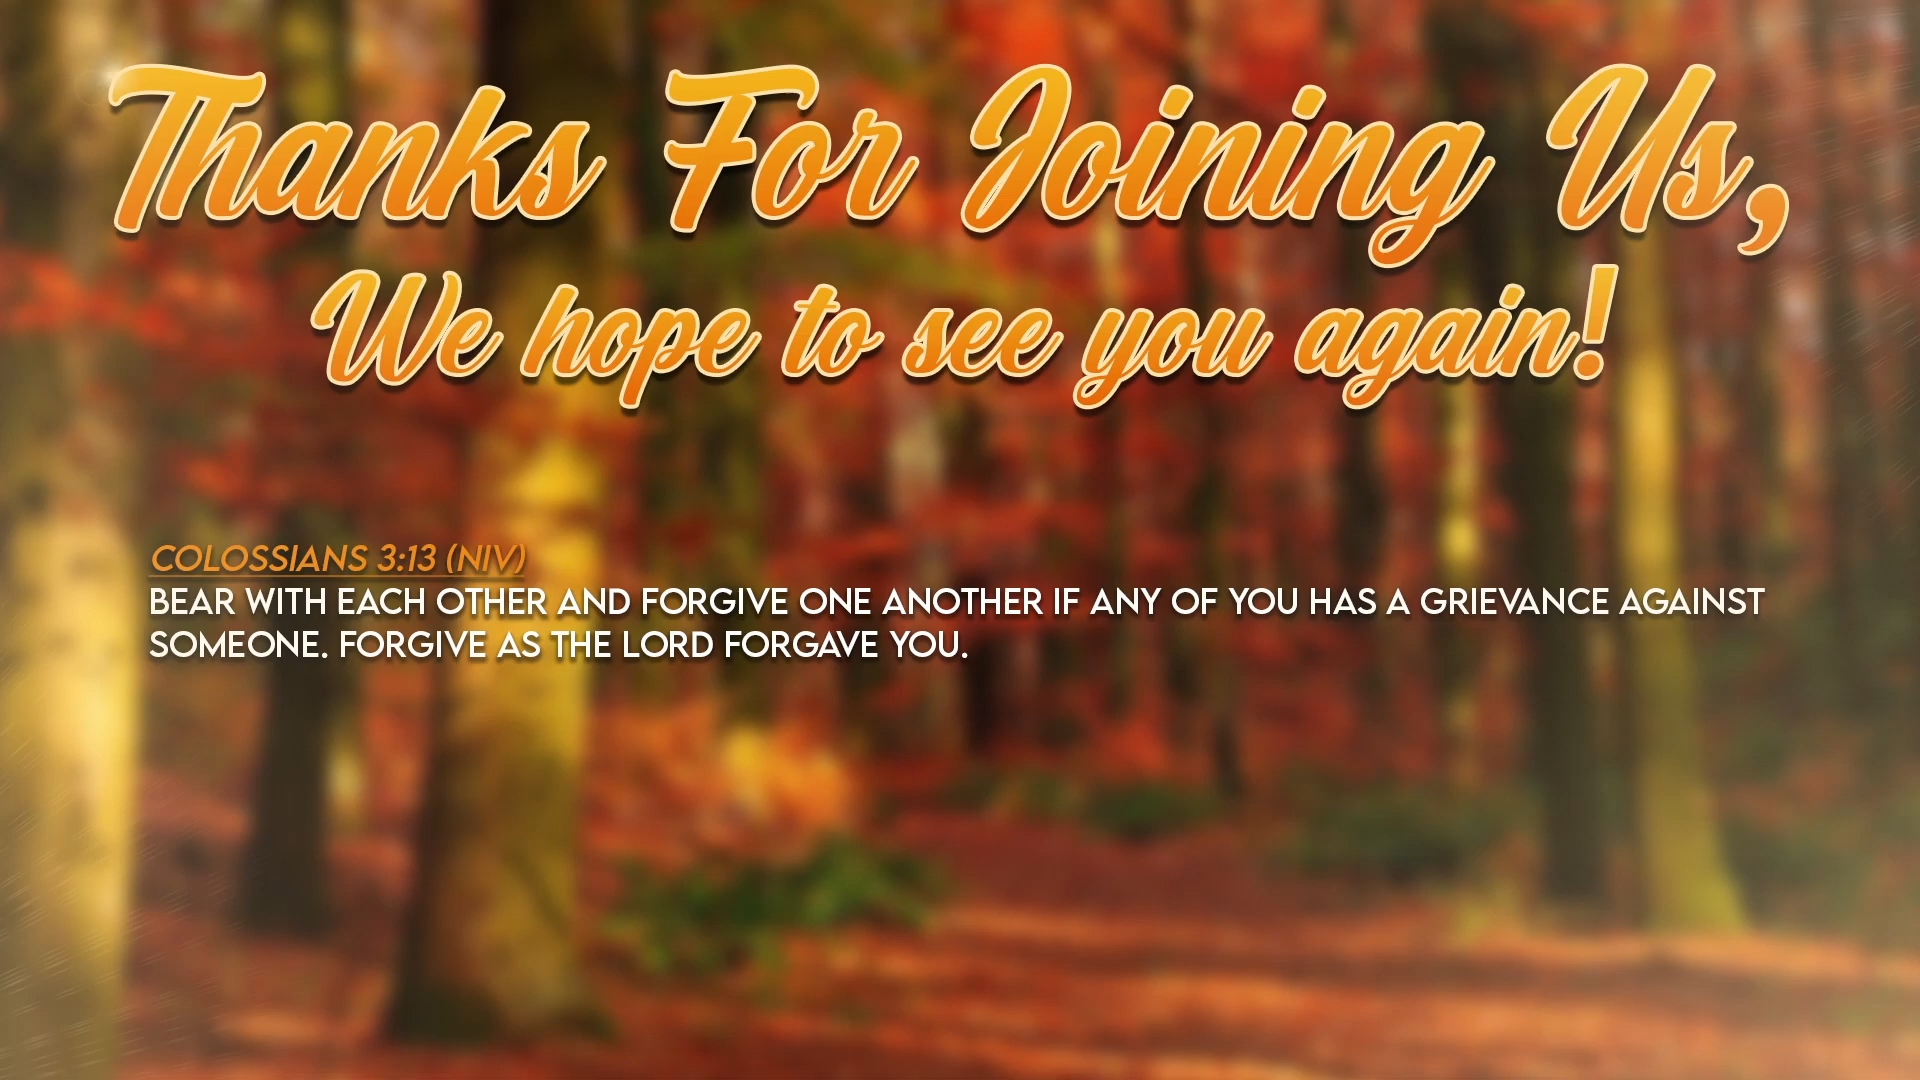 Thanks For Joining Us,
We hope to see you again!
COLOSSIANS 3:13 (NIV)
BEAR WITH EACH OTHER AND FORGIVE ONE ANOTHER IF ANY OF YOU HAS A GRIEVANCE AGAINST
SOMEONE. FORGIVE AS THE LORD FORGAVE YOU.